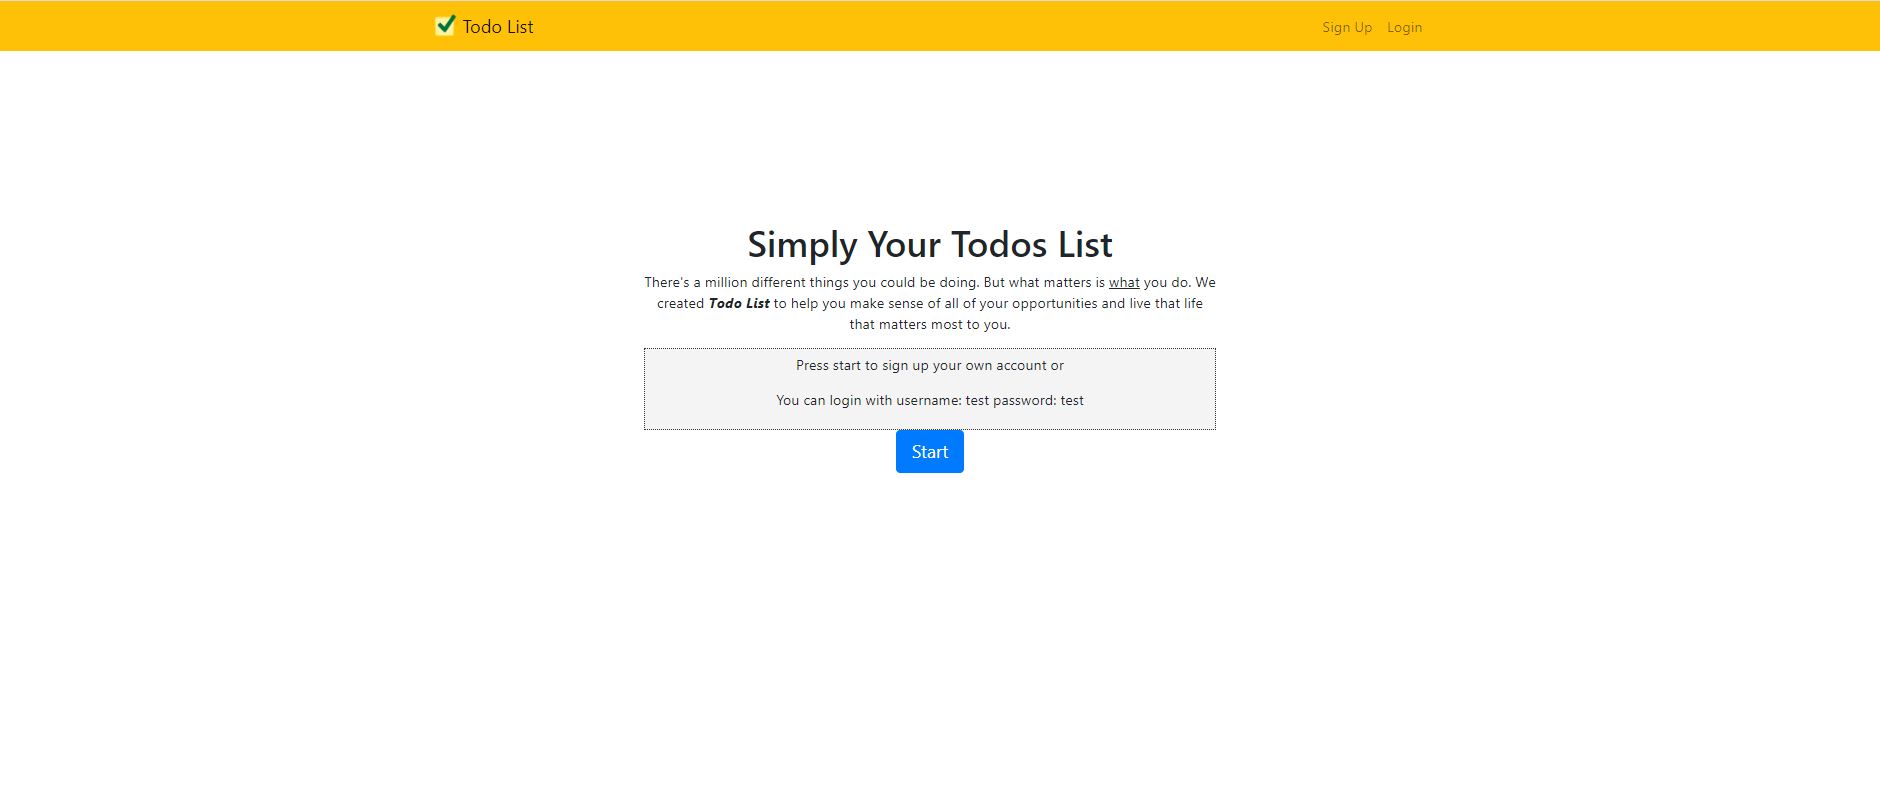 Todo List
Sign Up Login
Simply Your Todos List
There's a million different things you could be doing. But what matters is what you do. We
created Todo List to help you make sense of all of your opportunities and live that life
that matters most to you.
Press start to sign up your own account or
You can login with username: test password: test
Start